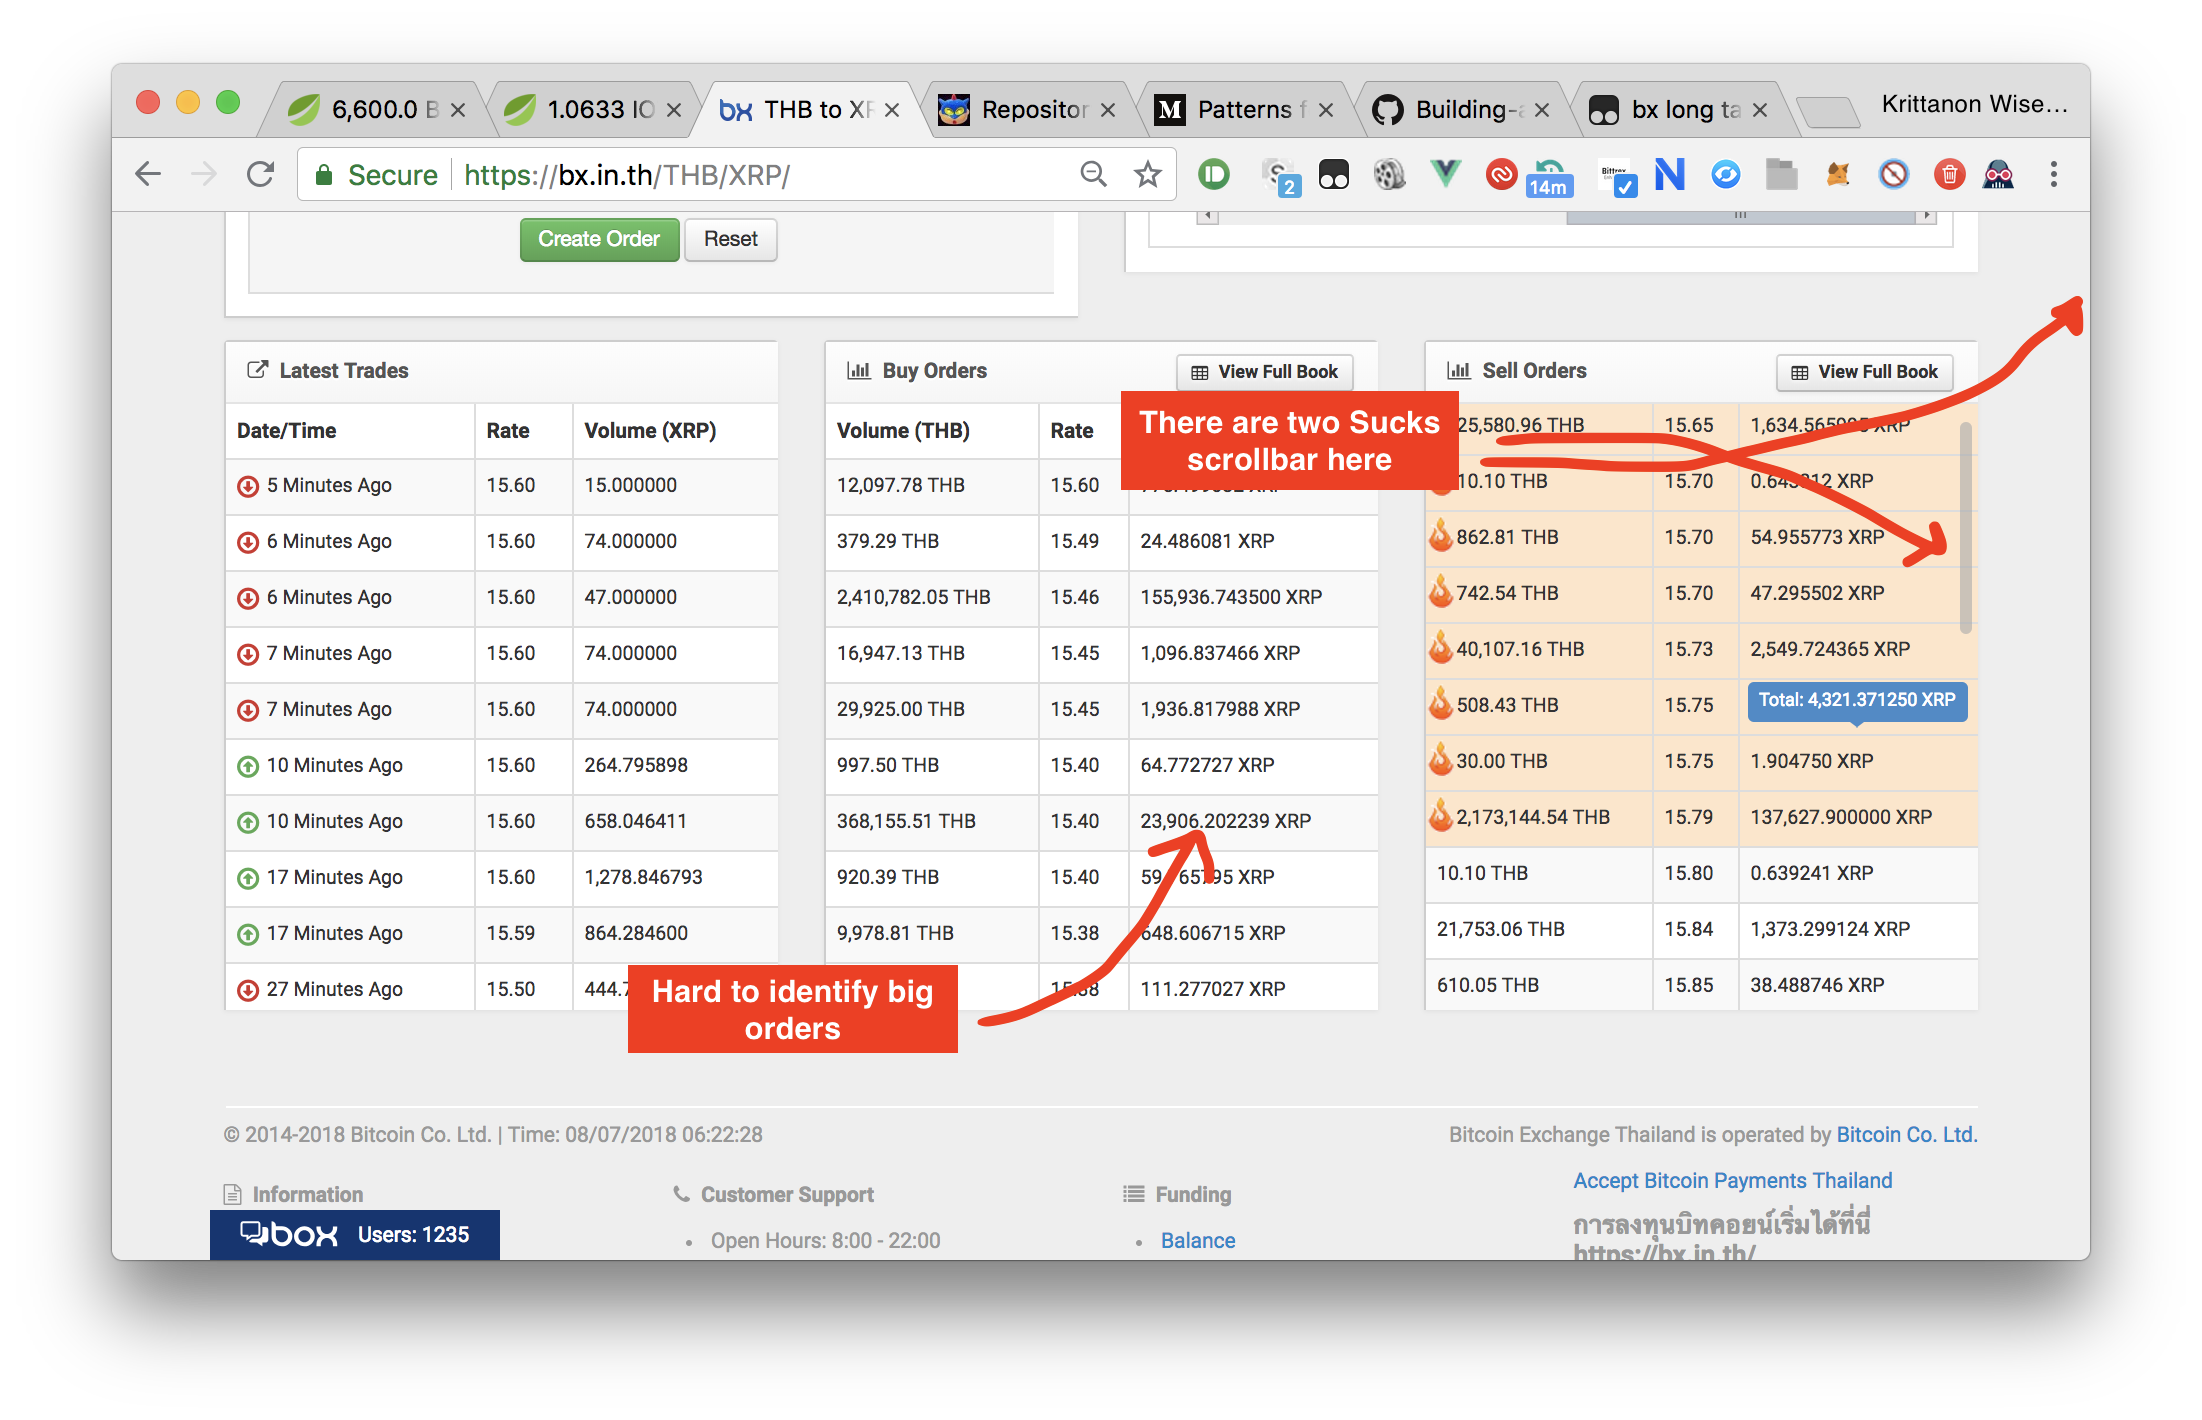 6,600.0 B
1.0633 IO
bx THB to XR
Repositor
M Patterns f
Building-a
bx long ta
Krittanon Wise...
Secure https://bx.in.th/THB/XRP/
2
14m
Bittrex
Create Order Reset
Latest Trades
Date/Time Rate Volume (XRP)
5 Minutes Ago 15.60 15.000000
6 Minutes Ago 15.60 74.000000
6 Minutes Ago 15.60 47.000000
7 Minutes Ago 15.60 74.000000
7 Minutes Ago 15.60 74.000000
10 Minutes Ago 15.60 264.795898
10 Minutes Ago 15.60 658.046411
17 Minutes Ago 15.60 1,278.846793
17 Minutes Ago 15.59 864.284600
27 Minutes Ago 15.50 444.7
Buy Orders View Full Book
Volume (THB) Rate
12,097.78 THB 15.60
379.29 THB 15.49 24.486081 XRP
2,410,782.05 THB 15.46 155,936.743500 XRP
16,947.13 THB 15.45 1,096.837466 XRP
29,925.00 THB 15.45 1,936.817988 XRP
997.50 THB 15.40 64.772727 XRP
368,155.51 THB 15.40 23,906.202239 XRP
920.39 THB 15.40 XRP
9,978.81 THB 15.38 648.606715 XRP
111.277027 XRP
Sell Orders View Full Book
25,580.96 THB 15.65 XRP
10.10 THB 15.70 XRP
862.81 THB 15.70 54.955773 XRP
742.54 THB 15.70 47.295502 XRP
40,107.16 THB 15.73 2,549.724365 XRP
508.43 THB 15.75 Total: 4,321.371250 XRP
30.00 THB 15.75 1.904750 XRP
2,173,144.54 THB 15.79 137,627.900000 XRP
10.10 THB 15.80 0.639241 XRP
21,753.06 THB 15.84 1,373.299124 XRP
610.05 THB 15.85 38.488746 XRP
There are two Sucks
scrollbar here
Hard to identify big
orders
© 2014-2018 Bitcoin Co. Ltd. | Time: 08/07/2018 06:22:28
Bitcoin Exchange Thailand is operated by Bitcoin Co. Ltd.
Information
box Users: 1235
Customer Support
• Open Hours: 8:00 - 22:00
Funding
• Balance
Accept Bitcoin Payments Thailand
การลงทุนบิทคอยน์เริ่มได้ที่นี่
https://bx.in.th/